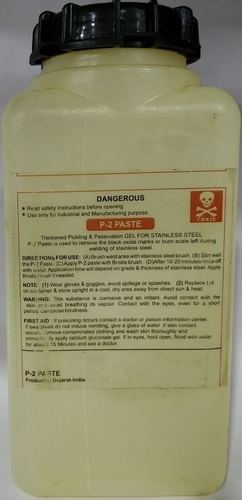 DANGEROUS
Read safety Instructions before opening
Use only for Industrial and Manufacturing purpose
TOXIC
P-2 PASTE
Thickened Pickling & Passivation GEL FOR STAINLESS STEEL
P-2 Paste is used to remove the black oxide marks or burn scale left during
welding of stainless steel.
DIRECTIONS FOR USE: (A) Brush weld area with stainless steel brush. (B) Stir well
the P-2 Paste. (C) Apply P-2 paste with Bristle brush. (D) After 10-20 minutes rinse off
with water. Application time will depend on grade & thickness of stainless steel. Apply
Bristle brush if needed.
NOTE: (1) Wear gloves & goggles, avoid spillage or splashes. (2) Replace Lid
on container & store upright in a cool, dry area away from direct sun & heat.
WARNING: This substance is corrosive and an irritant. Avoid contact with the
skin and avoid breathing its vapour. Contact with the eyes, even for a short
period, can cause blindness.
FIRST AID : If poisoning occurs contact a doctor or poison information center.
if swallowed do not induce vomiting, give a glass of water. if skin contact
occurs, remove contaminated clothing and wash skin thoroughly and
apply calcium gluconate gel. If in eyes, hold open, flood with water
for about 15 Minutes and see a doctor.
P-2 PASTE
Product of Gujarat-India